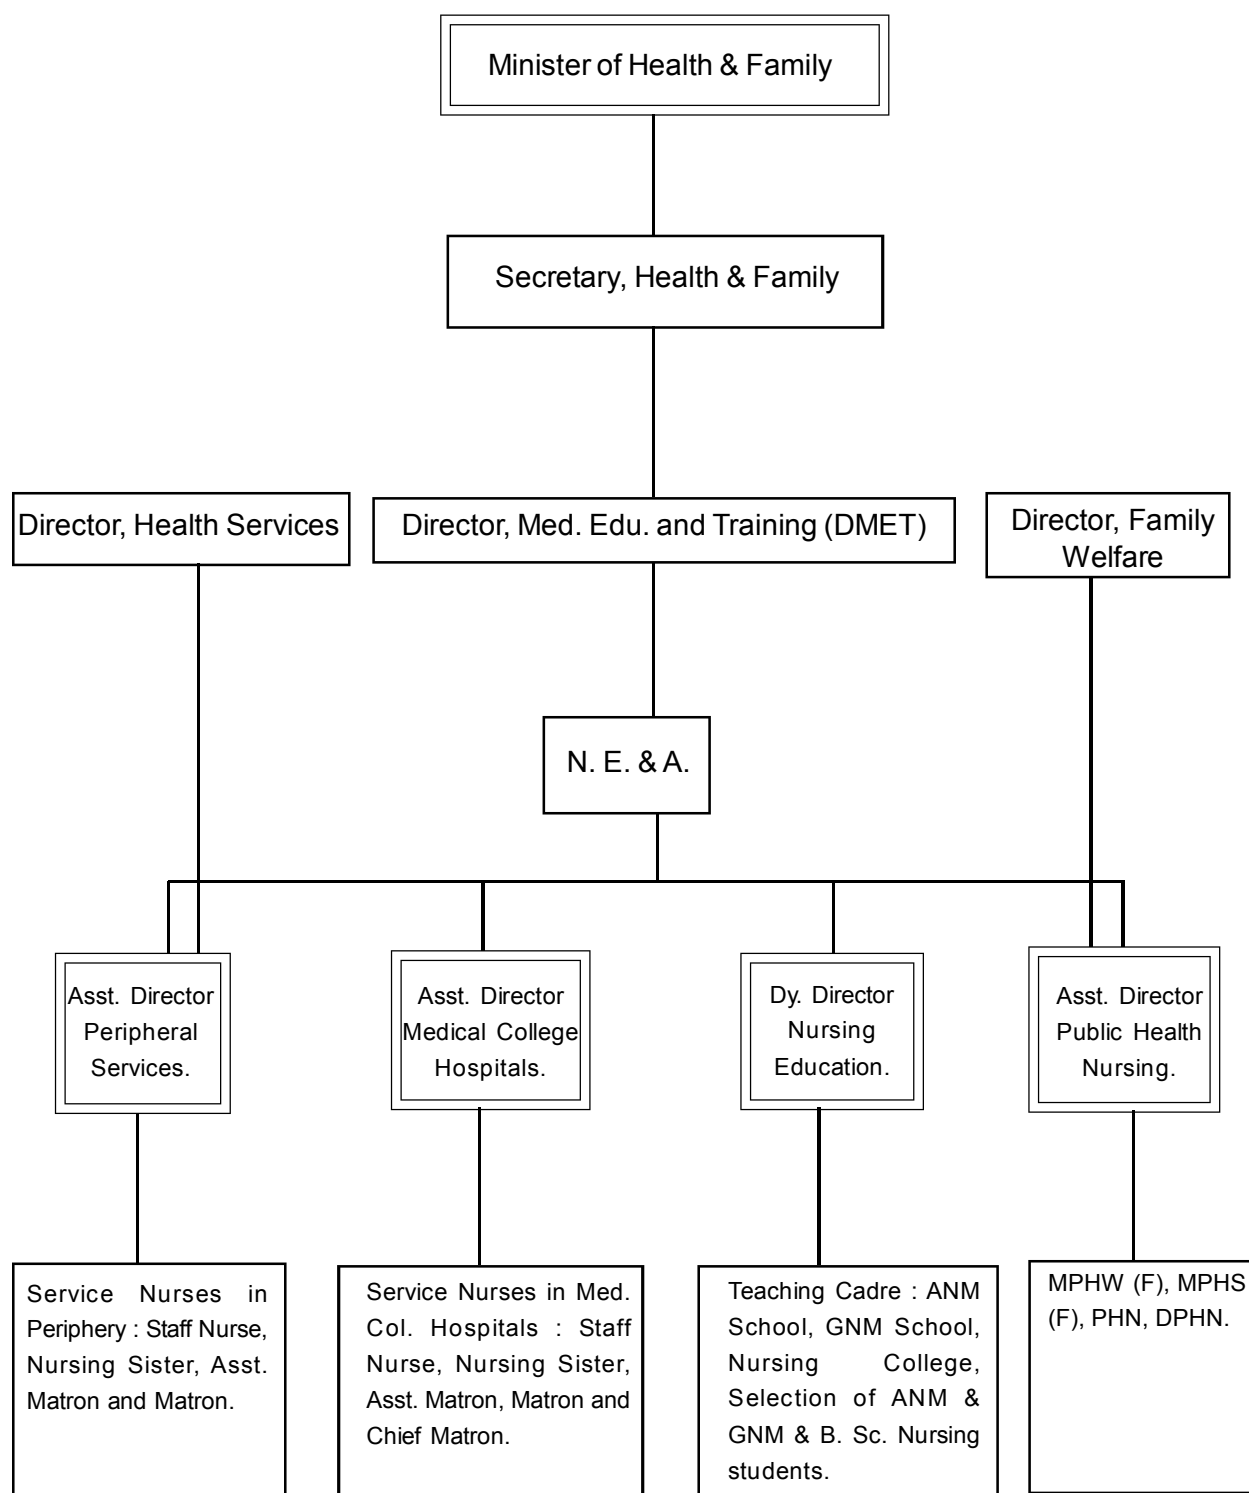 Minister of Health & Family
Secretary, Health & Family
Director, Health Services
Director, Med. Edu. and Training (DMET)
Director, Family
Welfare
N. E. & A.
Asst. Director
Peripheral
Services.
Asst. Director
Medical College
Hospitals.
Dy. Director
Nursing
Education.
Asst. Director
Public Health
Nursing.
Service Nurses in
Periphery : Staff Nurse,
Nursing Sister, Asst.
Matron and Matron.
Service Nurses in Med.
Col. Hospitals : Staff
Nurse, Nursing Sister,
Asst. Matron, Matron and
Chief Matron.
Teaching Cadre : ANM
School, GNM School,
Nursing College,
Selection of ANM &
GNM & B. Sc. Nursing
students.
MPHW (F), MPHS
(F), PHN, DPHN.